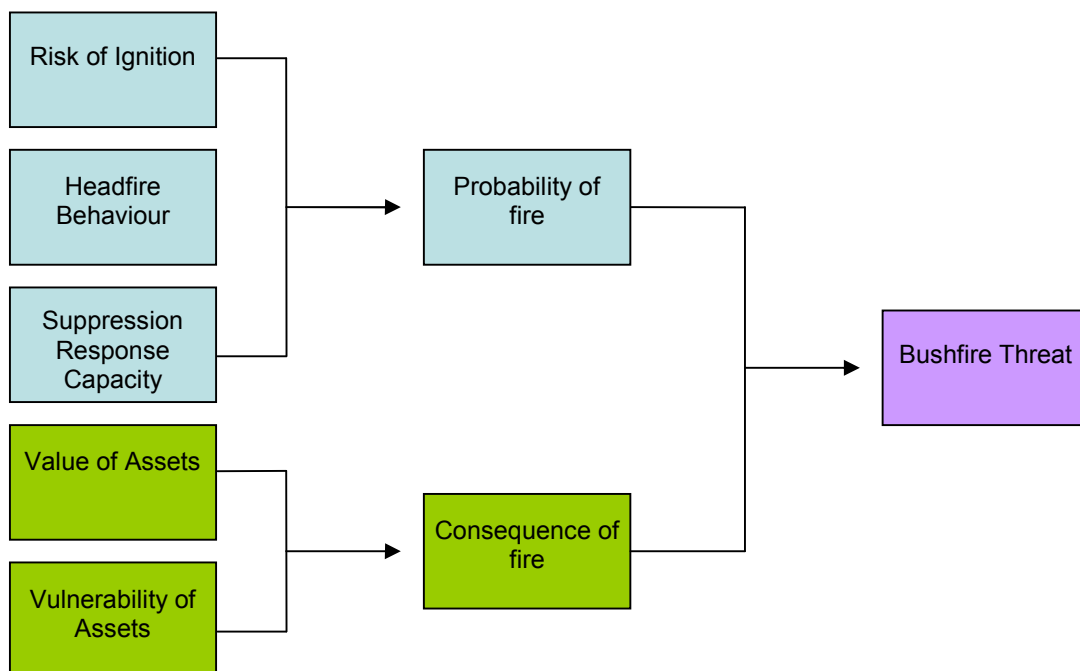 Risk of Ignition
Headfire
Behaviour
Suppression
Response
Capacity
Value of Assets
Vulnerability of
Assets
Probability of
fire
Consequence of
fire
Bushfire Threat